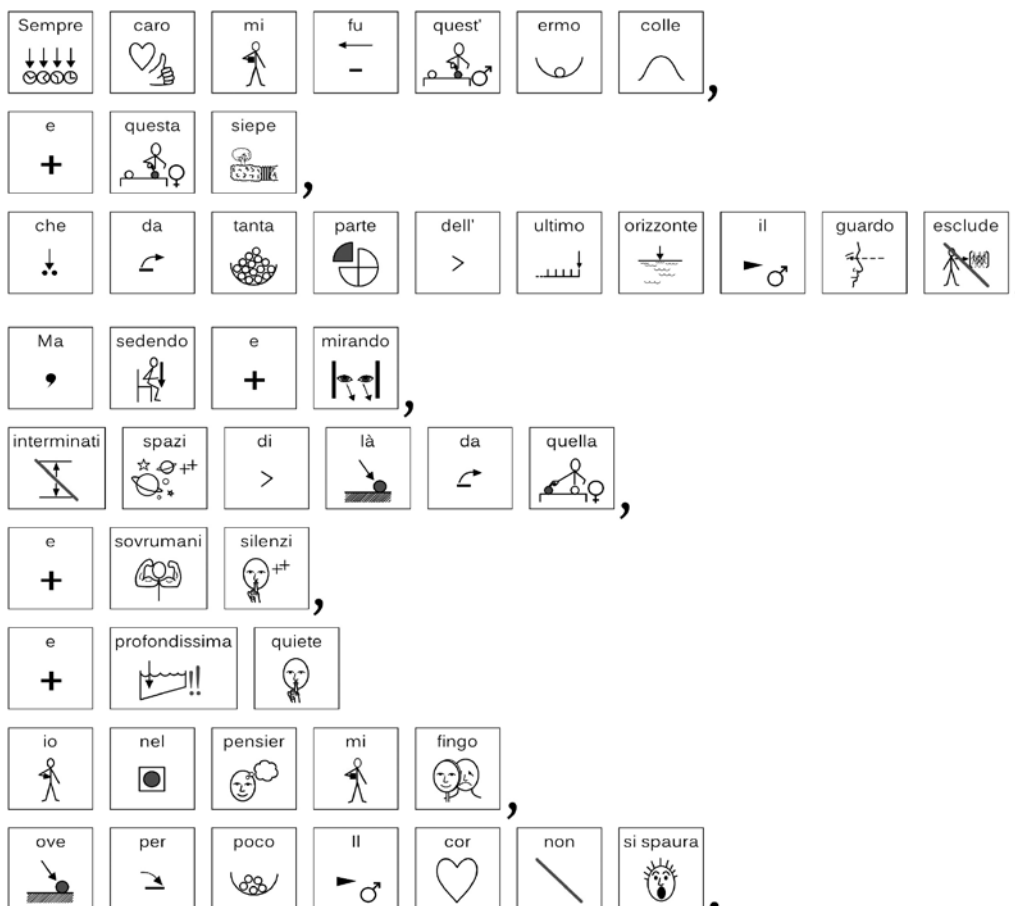 Sempre caro mi fu quest' ermo colle,
e questa siepe,
che da tanta parte dell' ultimo orizzonte il guardo esclude
Ma sedendo e mirando,
interminati spazi di là da quella,
e sovrumani silenzi,
e profondissima quiete
io nel pensier mi fingo,
ove per poco Il cor non si spaura.